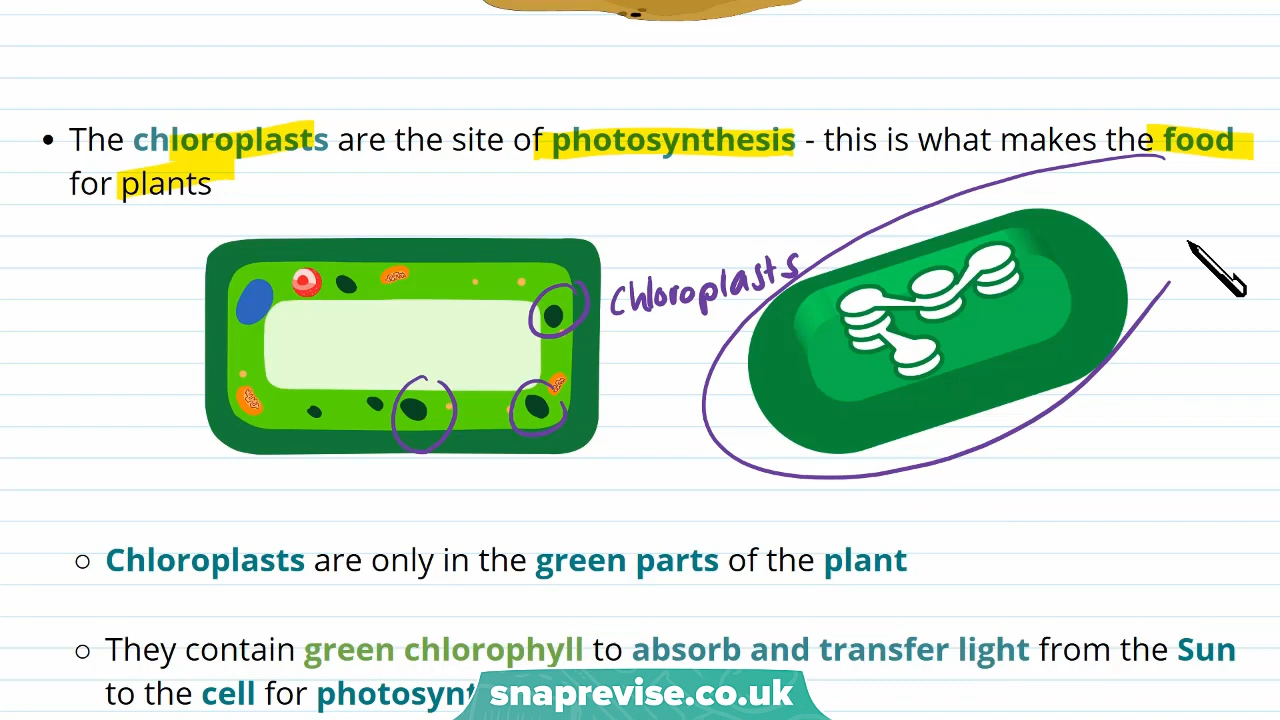 The chloroplasts are the site of photosynthesis - this is what makes the food
for plants
Chloroplasts
Chloroplasts are only in the green parts of the plant
They contain green chlorophyll to absorb and transfer light from the Sun
to the cell for photosynt
snaprevise.co.uk